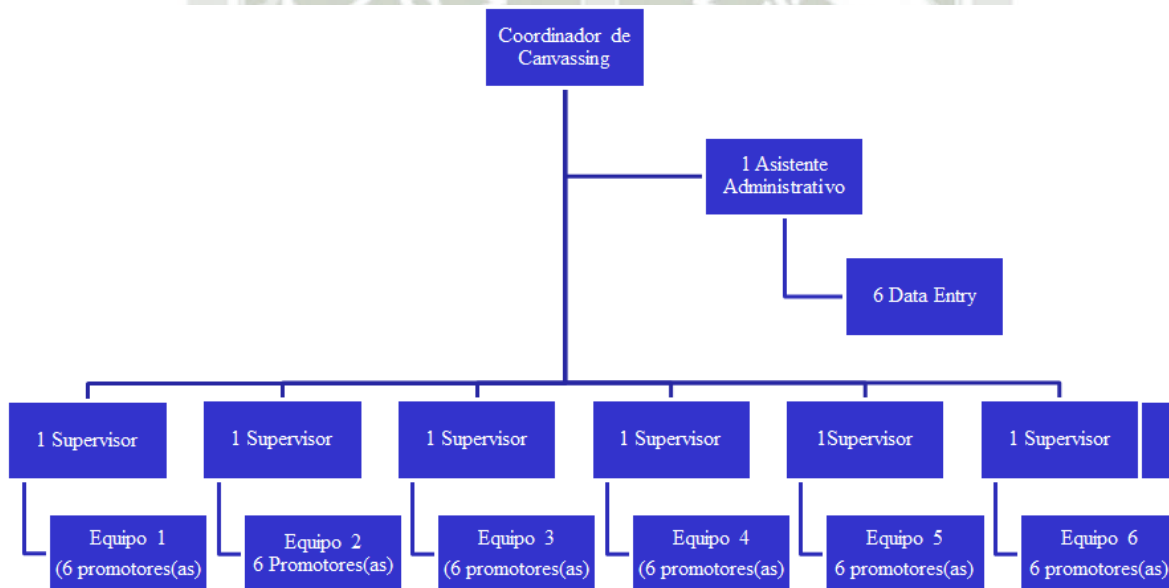 Coordinador de
Canvassing
1 Asistente
Administrativo
6 Data Entry
1 Supervisor
1 Supervisor
1 Supervisor
1 Supervisor
1Supervisor
1 Supervisor
Equipo 1
(6 promotores(as)
Equipo 2
6 Promotores(as)
Equipo 3
(6 promotores(as)
Equipo 4
(6 promotores(as)
Equipo 5
6 promotores(as)
Equipo 6
6 promotores(as)